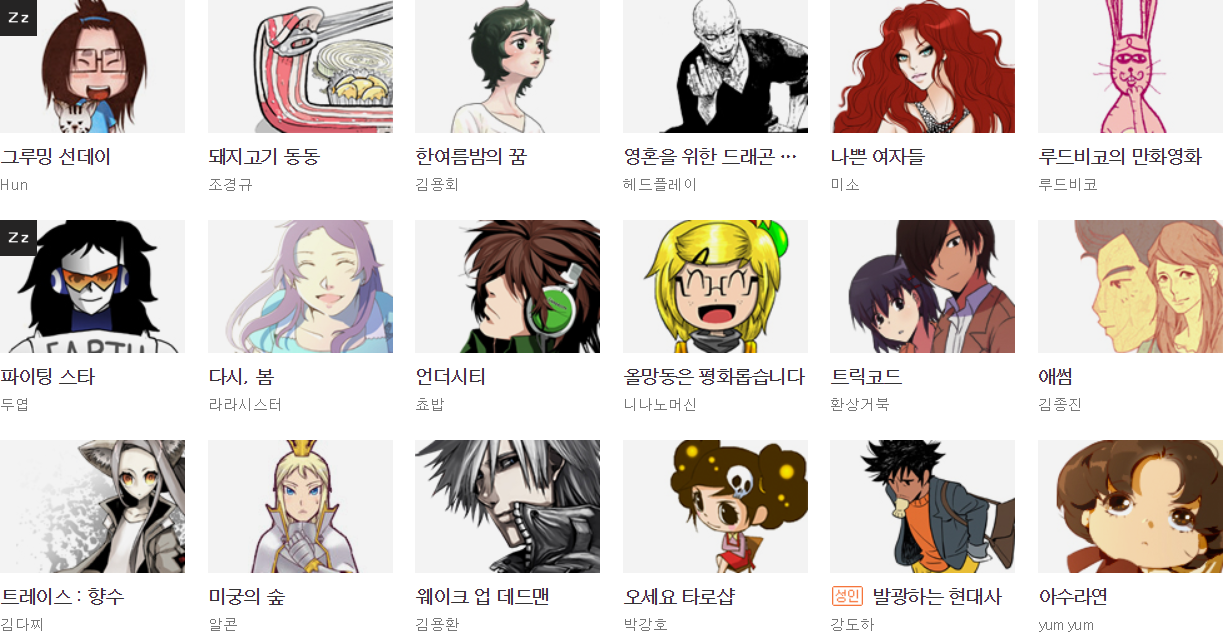 Zz
그루밍 선데이
Hun
돼지고기 동동
조경규
한여름밤의 꿈
김용회
영혼을 위한 드래곤 …
헤드플레이
나쁜 여자들
미소
루드비코의 만화영화
루드비코
Zz
EARTH
파이팅 스타
두엽
다시, 봄
라라시스터
언더시티
쵸밥
올망동은 평화롭습니다
니나노머신
트릭코드
환상거북
애썸
김종진
트레이스 : 향수
김다찌
미궁의 숲
알콘
웨이크 업 데드맨
김용환
오세요 타로샵
박강호
성인 발광하는 현대사
강도하
아수라연
yum yum